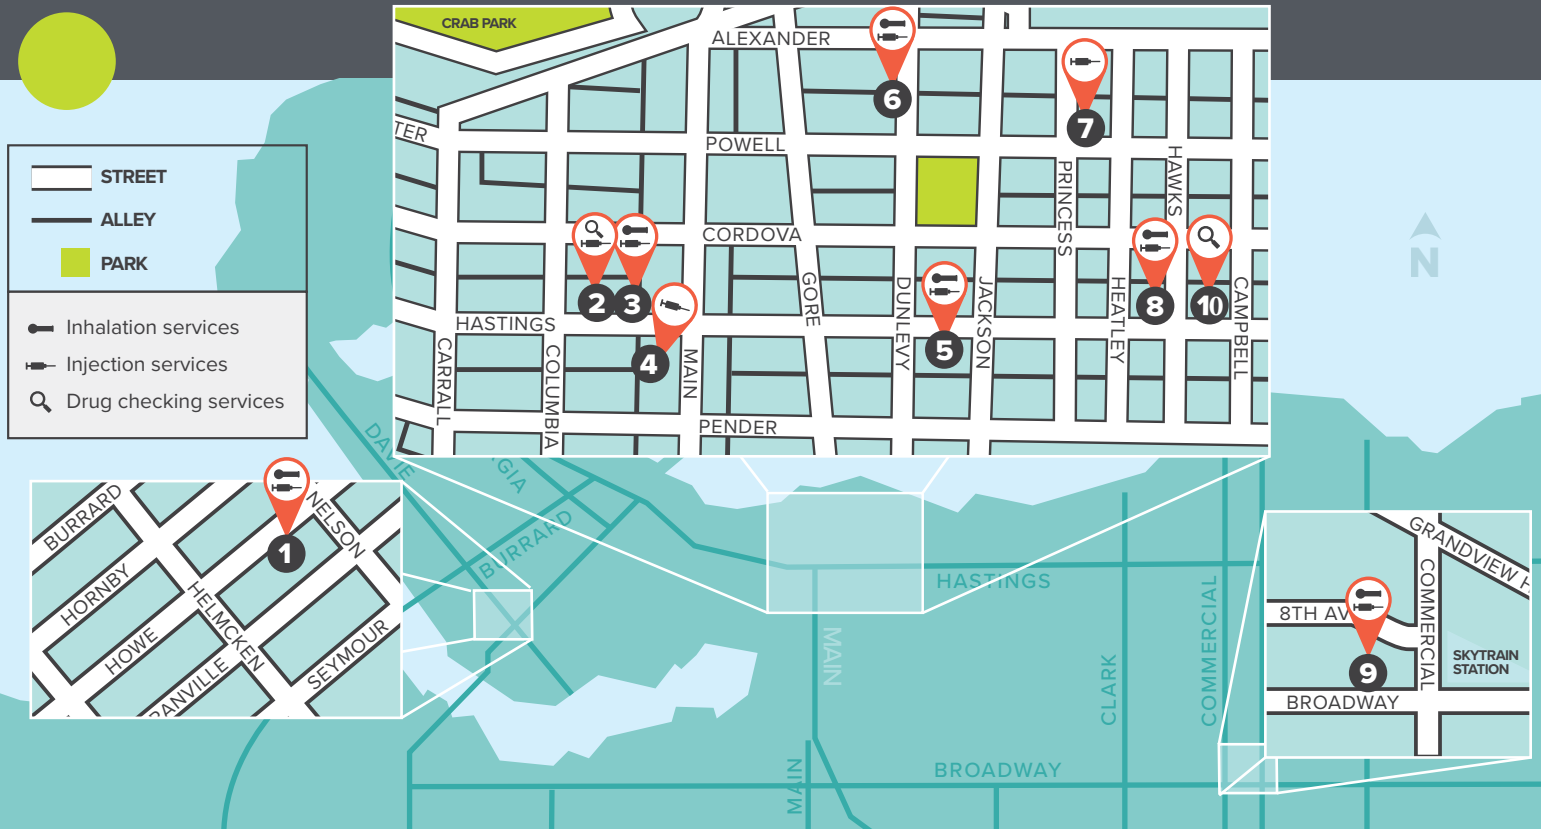 CRAB PARK
ALEXANDER
TER
POWELL
CORDOVA
HASTINGS
PENDER
CARRALL
COLUMBIA
MAIN
GORE
DUNLEVY
JACKSON
PRINCESS
HEATLEY
HAWKS
CAMPBELL
6
7
2
3
4
5
8
10
STREET
ALLEY
PARK
Inhalation services
Injection services
Drug checking services
N
DAVIE
GIA
BURRARD
HASTINGS
MAIN
CLARK
COMMERCIAL
BROADWAY
MAIN
BURRARD
NELSON
HORNBY
HELMCKEN
HOWE
SEYMOUR
RANVILLE
1
GRANDVIEW H
COMMERCIAL
8TH AV
SKYTRAIN
STATION
BROADWAY
9